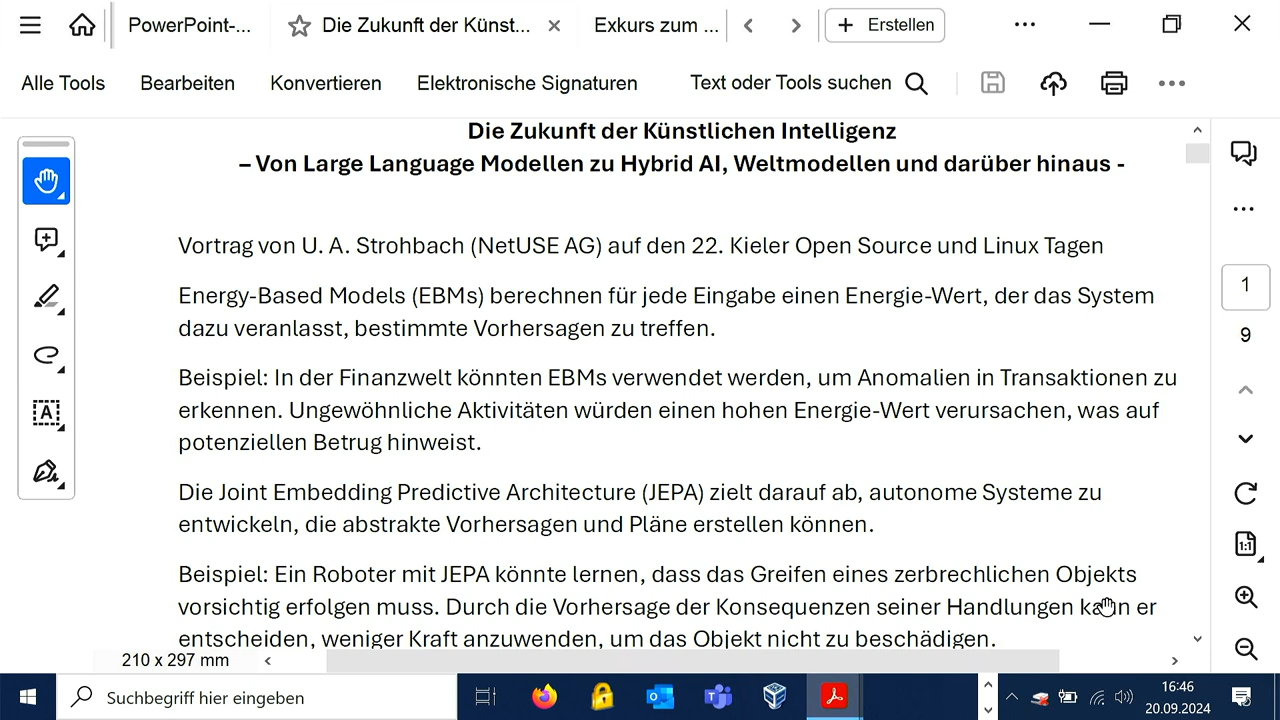 PowerPoint-...
Die Zukunft der Künst...
Exkurs zum ...
Erstellen
Alle Tools
Bearbeiten
Konvertieren
Elektronische Signaturen
Text oder Tools suchen
Die Zukunft der Künstlichen Intelligenz
– Von Large Language Modellen zu Hybrid AI, Weltmodellen und darüber hinaus -
Vortrag von U. A. Strohbach (NetUSE AG) auf den 22. Kieler Open Source und Linux Tagen
Energy-Based Models (EBMs) berechnen für jede Eingabe einen Energie-Wert, der das System
dazu veranlasst, bestimmte Vorhersagen zu treffen.
Beispiel: In der Finanzwelt könnten EBMs verwendet werden, um Anomalien in Transaktionen zu
erkennen. Ungewöhnliche Aktivitäten würden einen hohen Energie-Wert verursachen, was auf
potenziellen Betrug hinweist.
Die Joint Embedding Predictive Architecture (JEPA) zielt darauf ab, autonome Systeme zu
entwickeln, die abstrakte Vorhersagen und Pläne erstellen können.
Beispiel: Ein Roboter mit JEPA könnte lernen, dass das Greifen eines zerbrechlichen Objekts
vorsichtig erfolgen muss. Durch die Vorhersage der Konsequenzen seiner Handlungen kann er
entscheiden, weniger Kraft anzuwenden, um das Objekt nicht zu beschädigen.
1
9
1:1
210 x 297 mm
Suchbegriff hier eingeben
16:46
20.09.2024